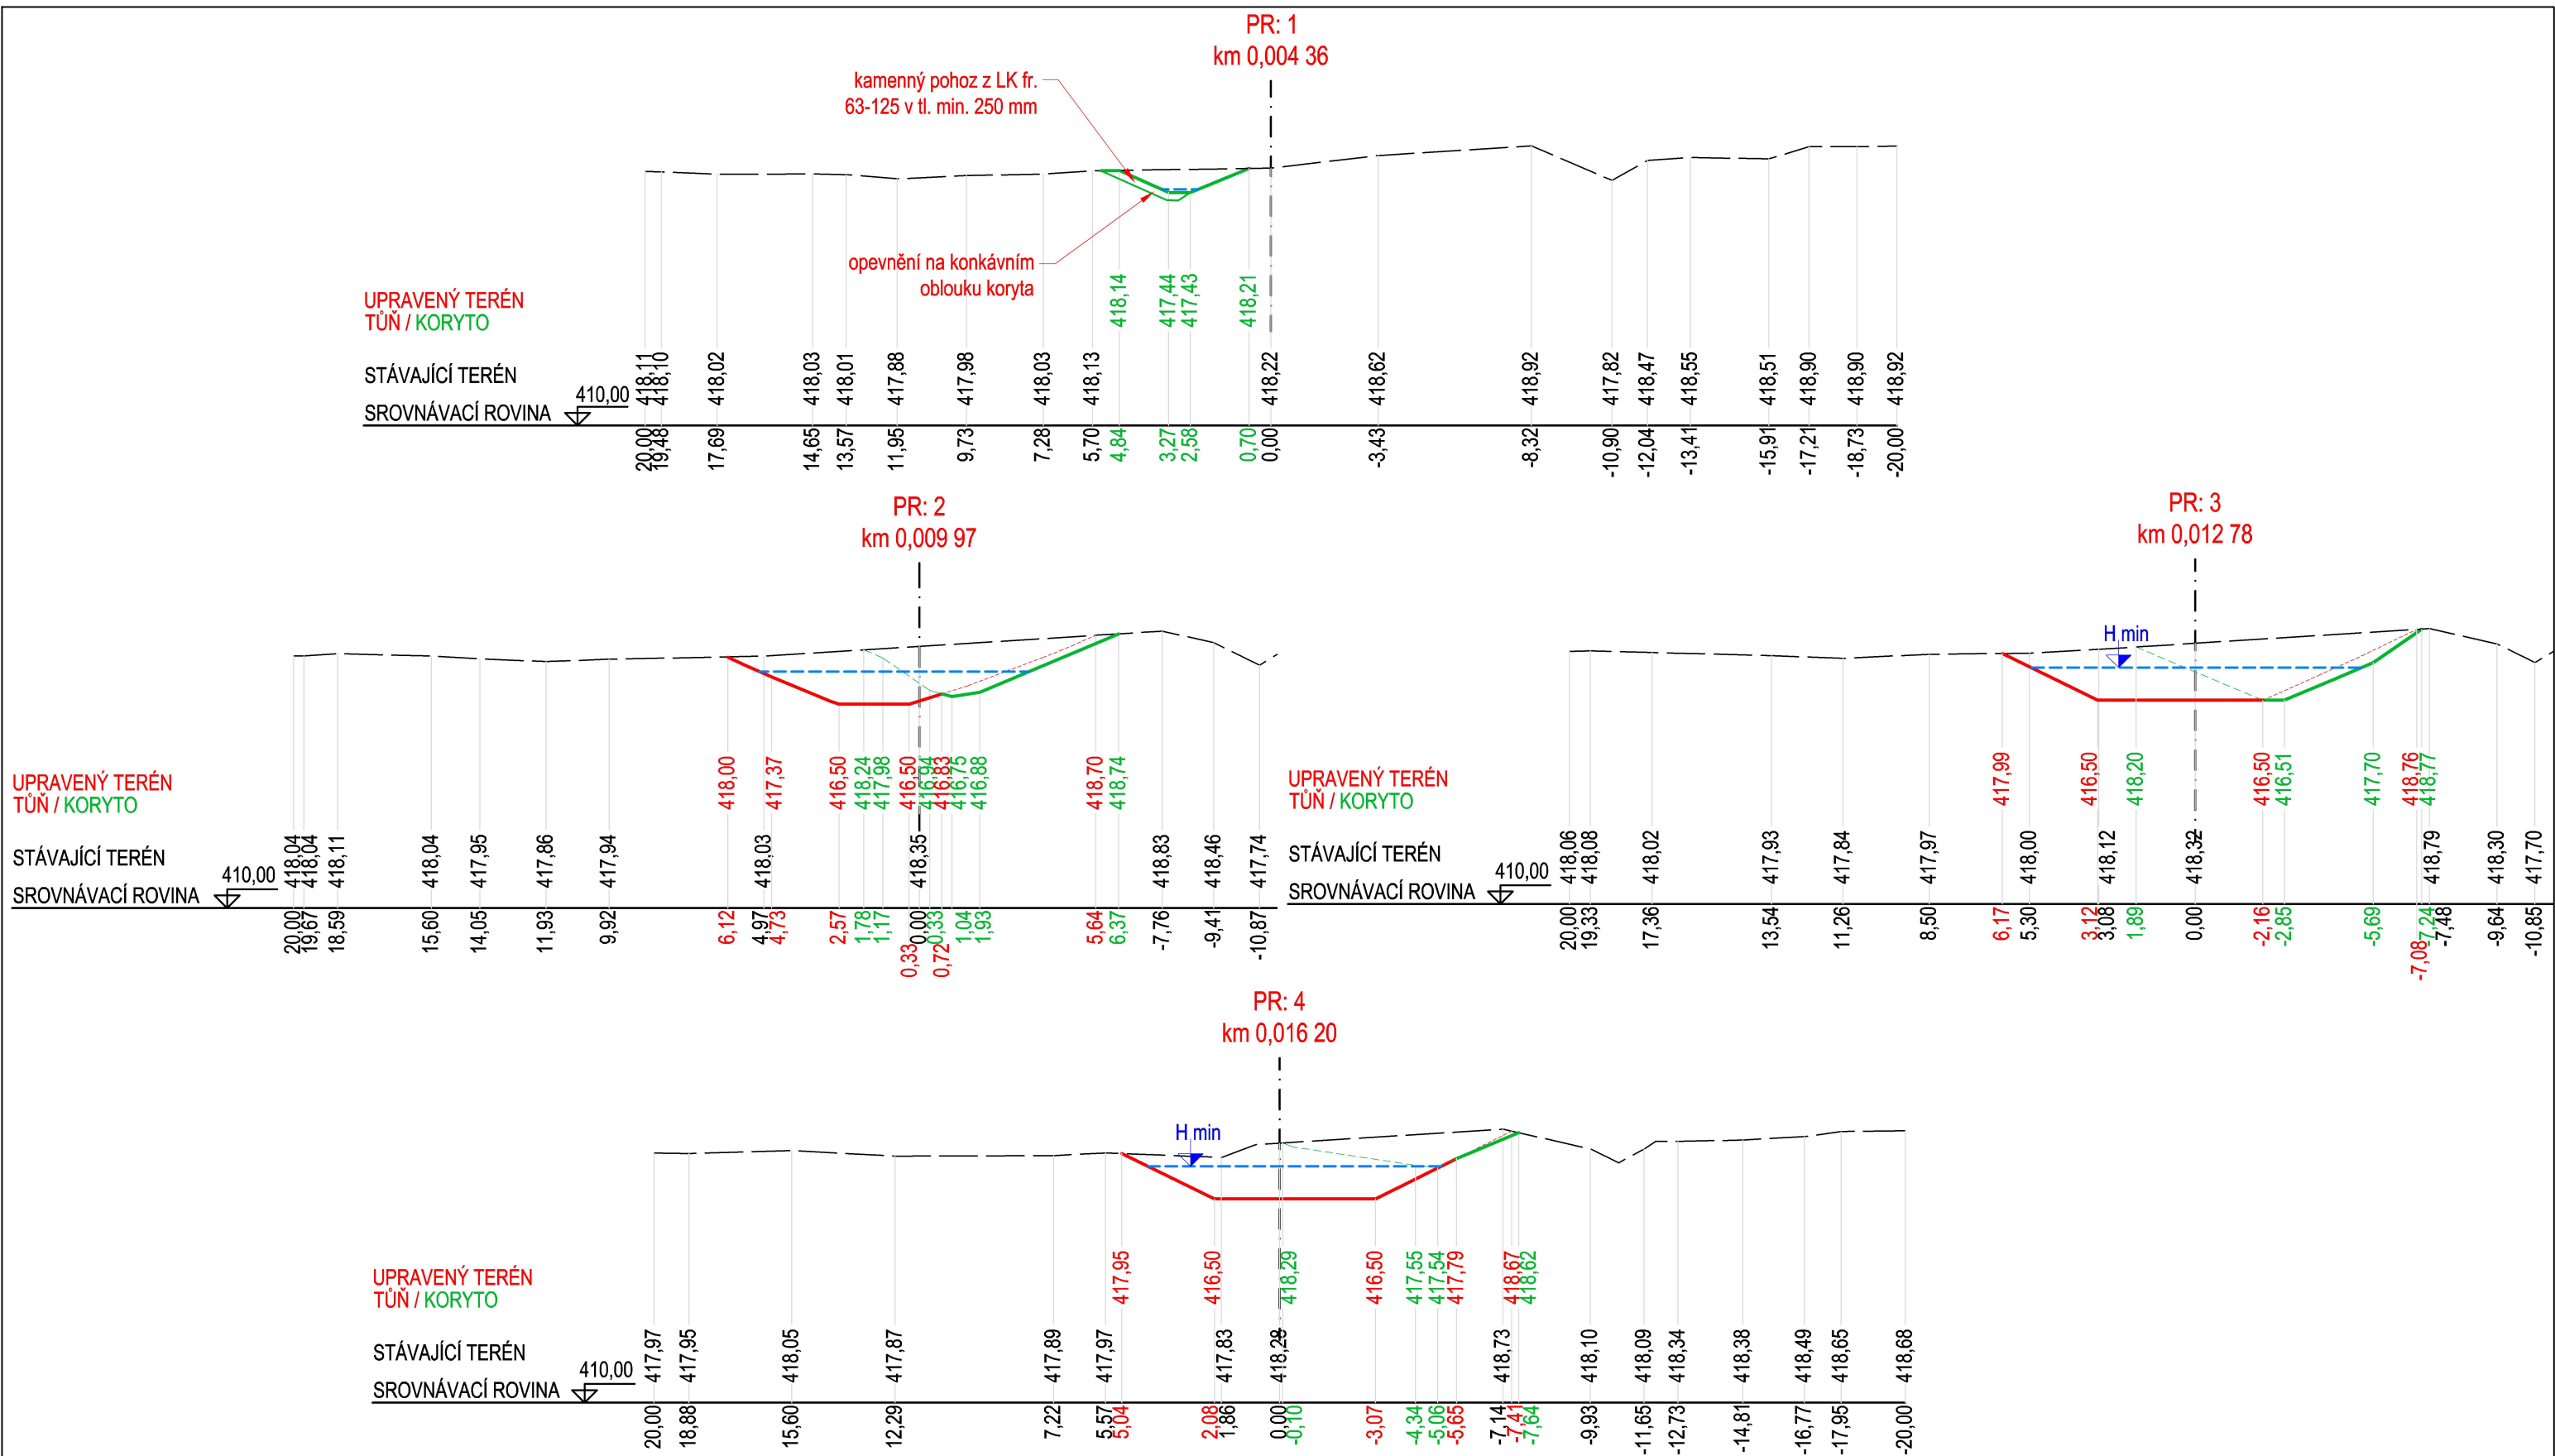 PR: 1
km 0,004 36
kamenný pohoz z LK fr.
63-125 v tl. min. 250 mm
opevnění na konkávním
oblouku koryta
UPRAVENÝ TERÉN
TŮŇ / KORYTO
418,14 417,44 417,43 418,21
STÁVAJÍCÍ TERÉN
418,11 418,10 418,02 418,03 418,01 417,88 417,98 418,03 418,13 418,22 418,62 418,92 417,82 418,47 418,55 418,51 418,90 418,90 418,92
410,00
SROVNÁVACÍ ROVINA
20,00 19,48 17,69 14,65 13,57 11,95 9,73 7,28 5,70 4,84 3,27 2,58 0,70 0,00 -3,43 -8,32 -10,90 -12,04 -13,41 -15,91 -17,21 -18,73 -20,00
PR: 2
km 0,009 97
UPRAVENÝ TERÉN
TŮŇ / KORYTO
418,00 417,37 416,50 418,24 417,98 416,50 416,94 416,83 416,75 416,88 418,70 418,74
STÁVAJÍCÍ TERÉN
418,04 418,04 418,11 418,04 417,95 417,86 417,94 418,03 418,35 418,83 418,46 417,74
410,00
SROVNÁVACÍ ROVINA
20,00 19,67 18,59 15,60 14,05 11,93 9,92 6,12 4,97 4,73 2,57 1,78 1,17 0,33 0,00 0,33 0,72 1,04 1,93 5,64 6,37 -7,76 -9,41 -10,87
PR: 3
km 0,012 78
H min
UPRAVENÝ TERÉN
TŮŇ / KORYTO
417,99 416,50 418,20 416,50 416,51 417,70 418,76 418,77
STÁVAJÍCÍ TERÉN
418,06 418,08 418,02 417,93 417,84 417,97 418,00 418,12 418,32 418,79 418,30 417,70
410,00
SROVNÁVACÍ ROVINA
20,00 19,33 17,36 13,54 11,26 8,50 6,17 5,30 3,12 3,08 1,89 0,00 -2,16 -2,85 -5,69 -7,08 -7,24 -7,48 -9,64 -10,85
PR: 4
km 0,016 20
H min
UPRAVENÝ TERÉN
TŮŇ / KORYTO
417,95 416,50 418,29 416,50 417,55 417,54 417,79 418,67 418,62
STÁVAJÍCÍ TERÉN
417,97 417,95 418,05 417,87 417,89 417,97 417,83 418,28 418,73 418,10 418,09 418,34 418,38 418,49 418,65 418,68
410,00
SROVNÁVACÍ ROVINA
20,00 18,88 15,60 12,29 7,22 5,57 5,04 2,08 1,86 0,00 -0,10 -3,07 -4,34 -5,06 -5,65 -7,14 -7,41 -7,64 -9,93 -11,65 -12,73 -14,81 -16,77 -17,95 -20,00